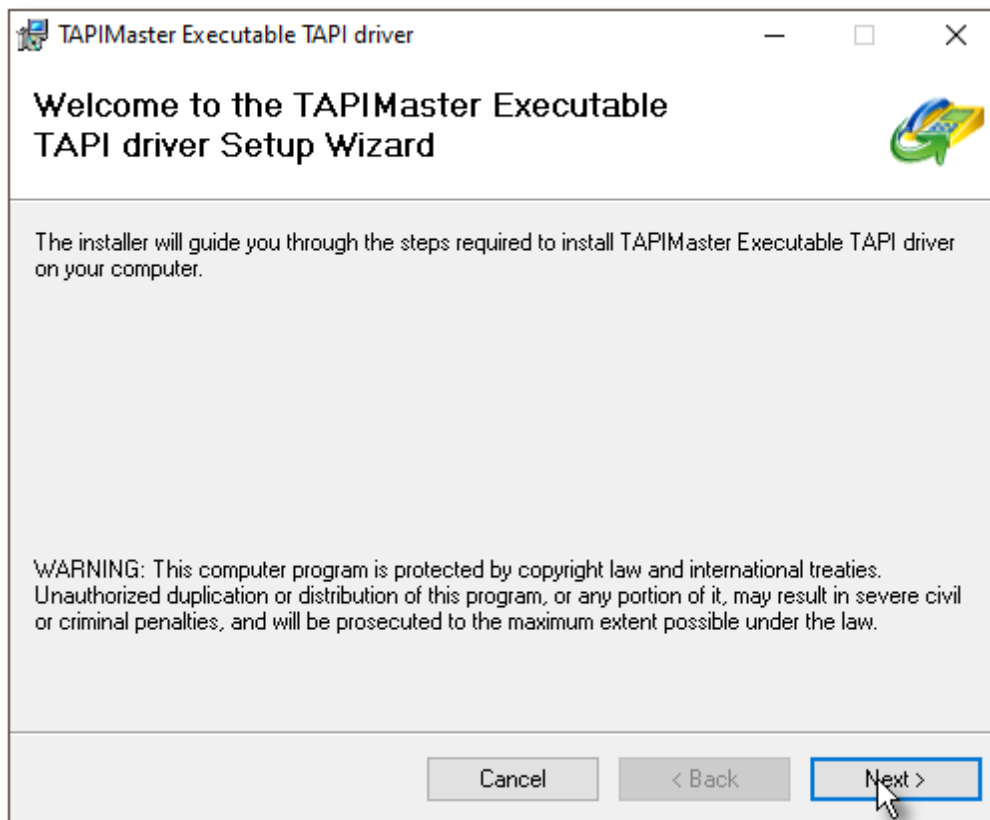 TAPIMaster Executable TAPI driver
Welcome to the TAPIMaster Executable
TAPI driver Setup Wizard
The installer will guide you through the steps required to install TAPIMaster Executable TAPI driver
on your computer.
WARNING: This computer program is protected by copyright law and international treaties.
Unauthorized duplication or distribution of this program, or any portion of it, may result in severe civil
or criminal penalties, and will be prosecuted to the maximum extent possible under the law.
Cancel
< Back
Next >